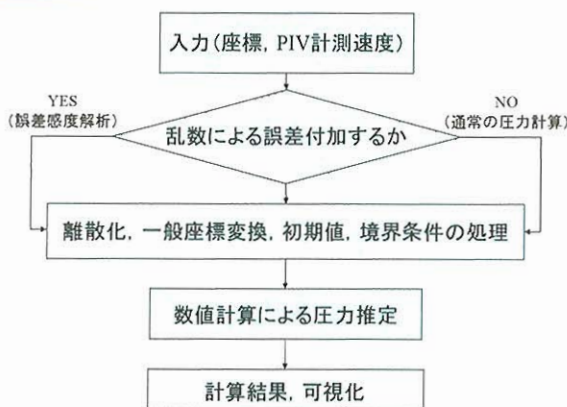 入力(座標, PIV計測速度)
YES
(誤差感度解析)
乱数による誤差付加するか
NO
(通常の圧力計算)
離散化, 一般座標変換, 初期値, 境界条件の処理
数値計算による圧力推定
計算結果, 可視化